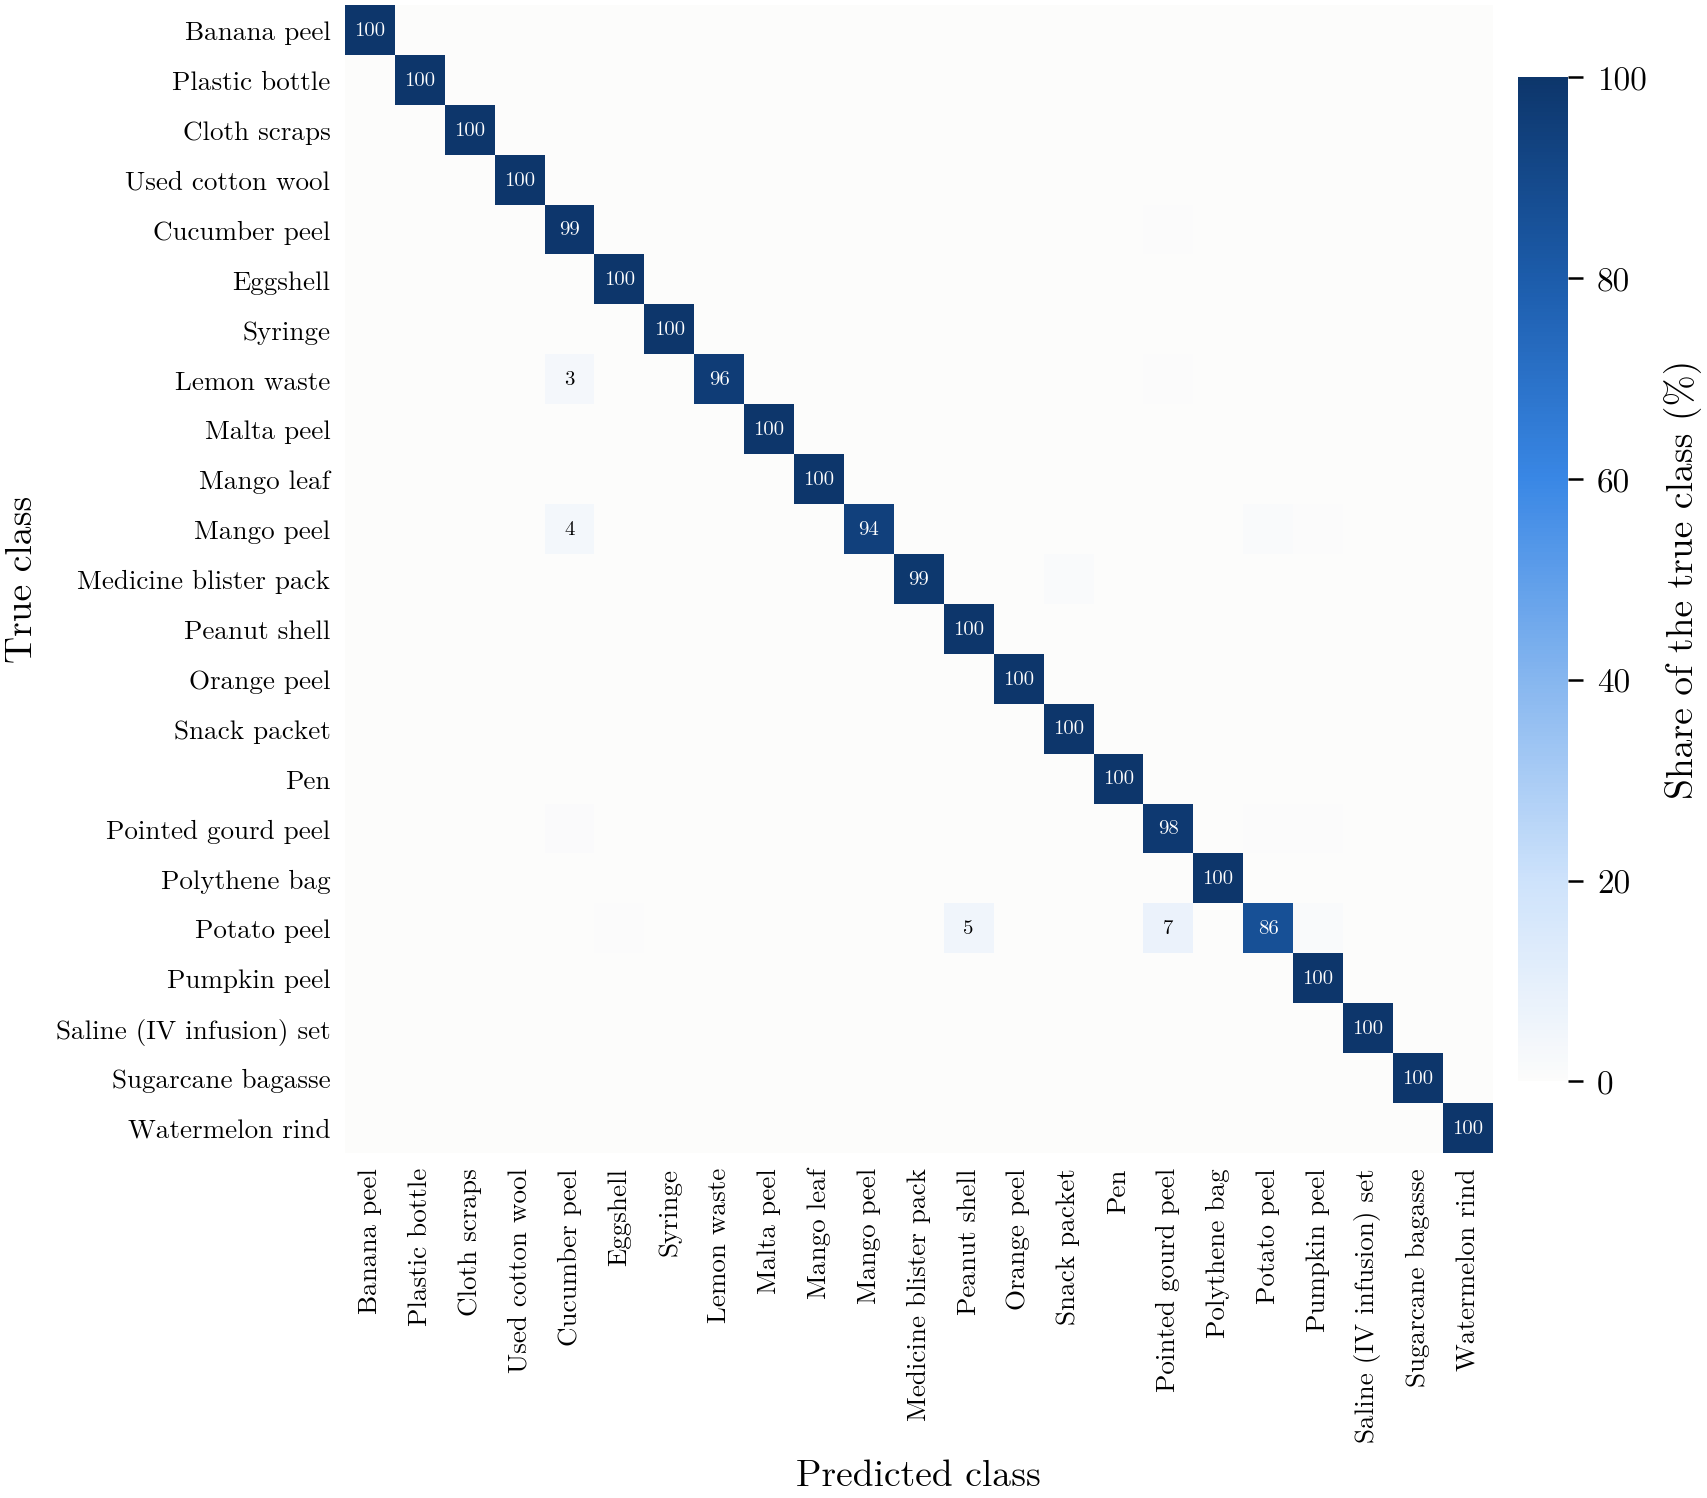 Banana peel 100
Plastic bottle 100
Cloth scraps 100
Used cotton wool 100
Cucumber peel 99
Eggshell 100
Syringe 100
Lemon waste 3 96
Malta peel 100
Mango leaf 100
Mango peel 4 94
Medicine blister pack 99
Peanut shell 100
Orange peel 100
Snack packet 100
Pen 100
Pointed gourd peel 98
Polythene bag 100
Potato peel 5 7 86
Pumpkin peel 100
Saline (IV infusion) set 100
Sugarcane bagasse 100
Watermelon rind 100
True class
Banana peel
Plastic bottle
Cloth scraps
Used cotton wool
Cucumber peel
Eggshell
Syringe
Lemon waste
Malta peel
Mango leaf
Mango peel
Medicine blister pack
Peanut shell
Orange peel
Snack packet
Pen
Pointed gourd peel
Polythene bag
Potato peel
Pumpkin peel
Saline (IV infusion) set
Sugarcane bagasse
Watermelon rind
Predicted class
100
80
60
40
20
0
Share of the true class (%)